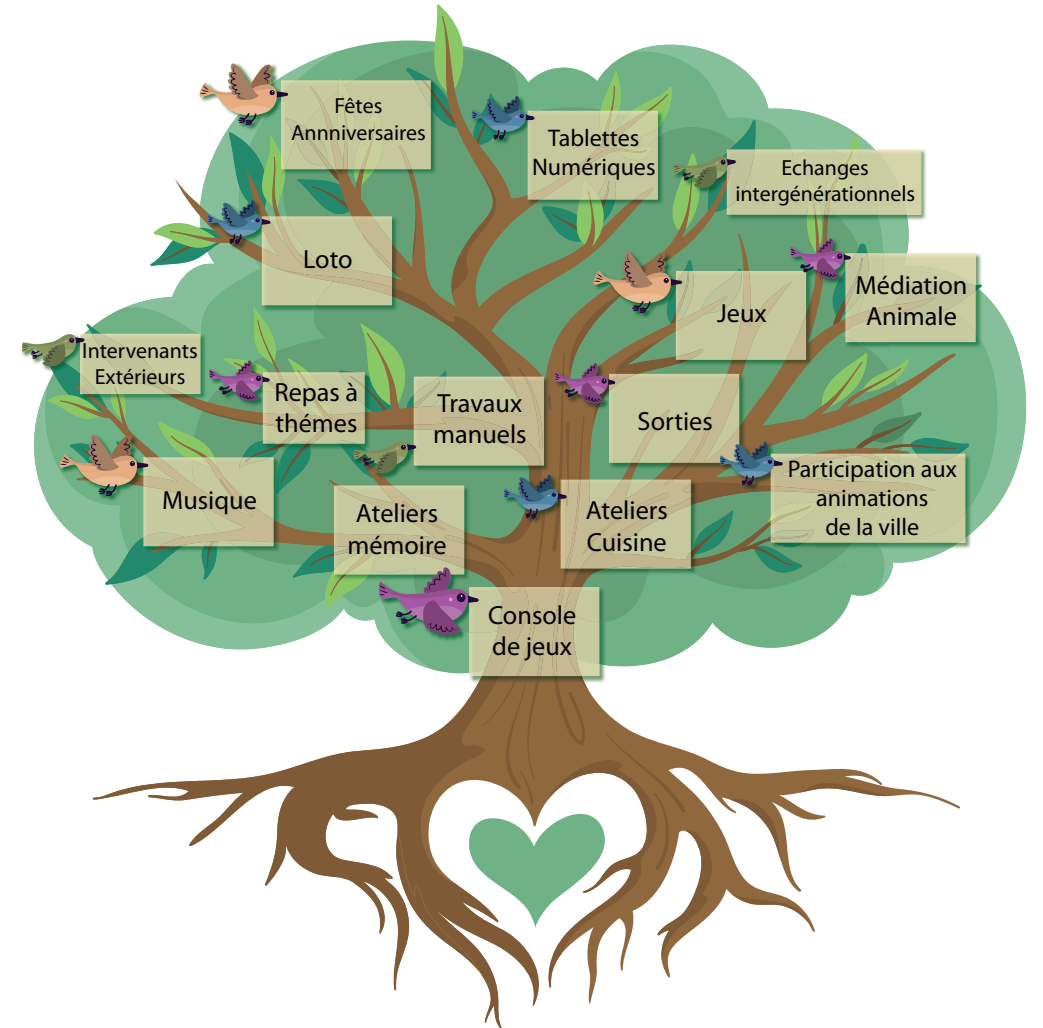 Fêtes
Annniversaires
Tablettes
Numériques
Echanges
intergénérationnels
Loto
Jeux
Médiation
Animale
Intervenants
Extérieurs
Repas à
thémes
Travaux
manuels
Sorties
Musique
Ateliers
mémoire
Ateliers
Cuisine
Participation aux
animations
de la ville
Console
de jeux